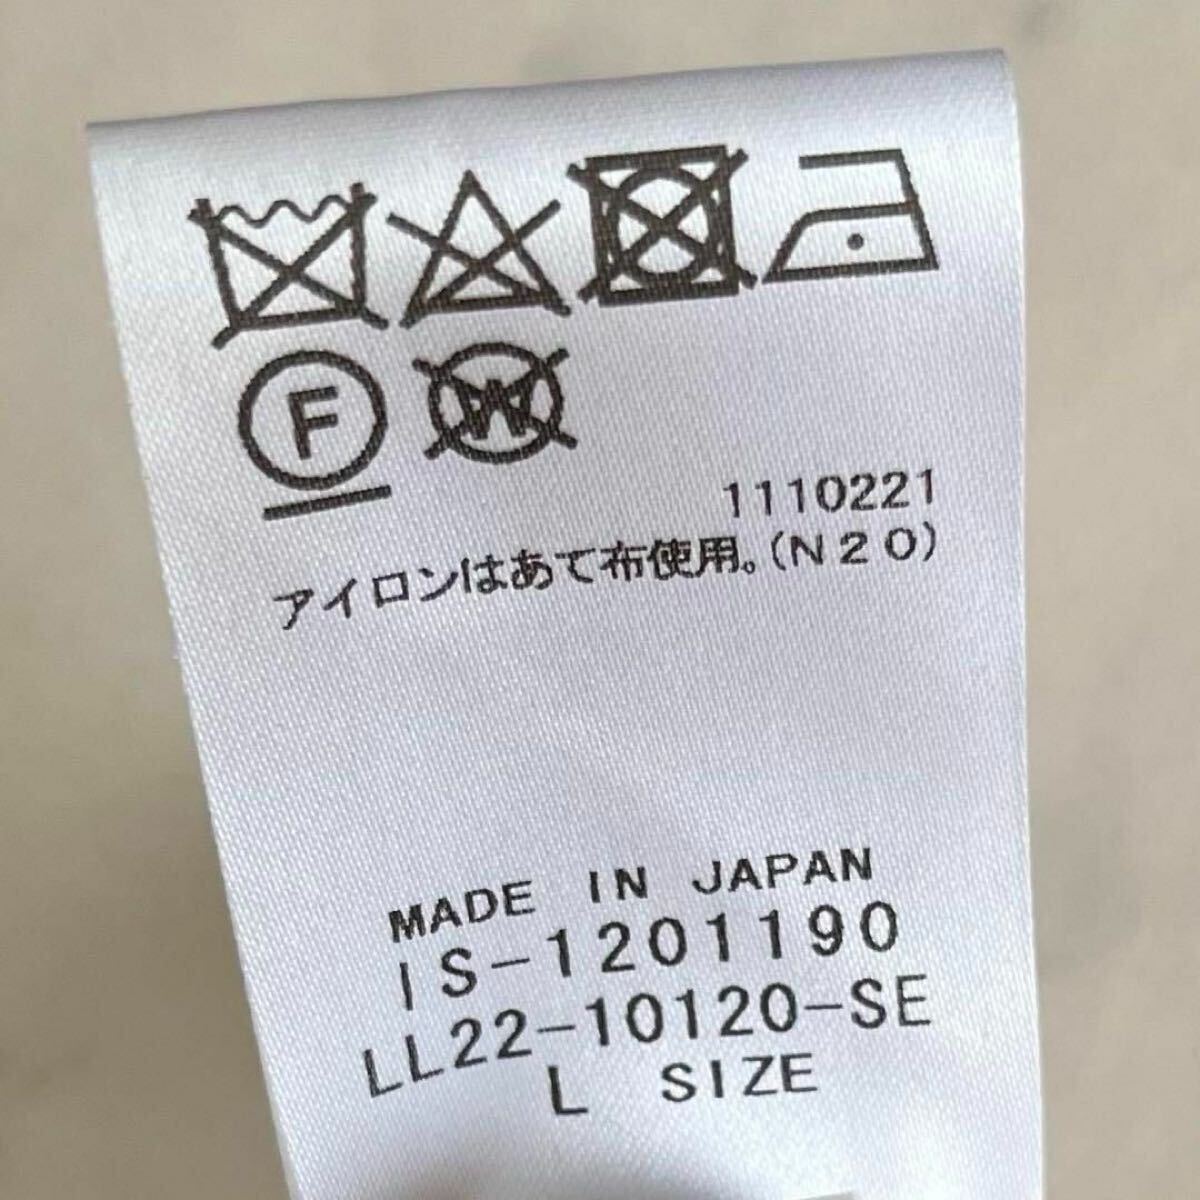 F W
1110221
アイロンはあて布使用。(N20)
MADE IN JAPAN
IS-1201190
LL22-10120-SE
L SIZE